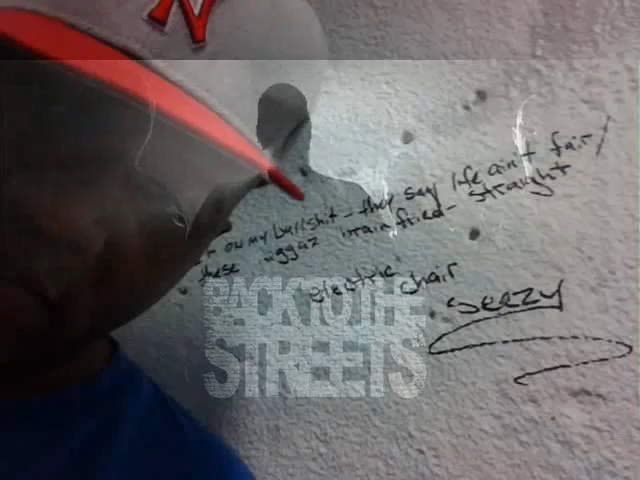 N
on my bullshit - they say life ain't fair/
these niggaz brain fried - straight
electric chair
Seezy
BACK TO THE
STREETS